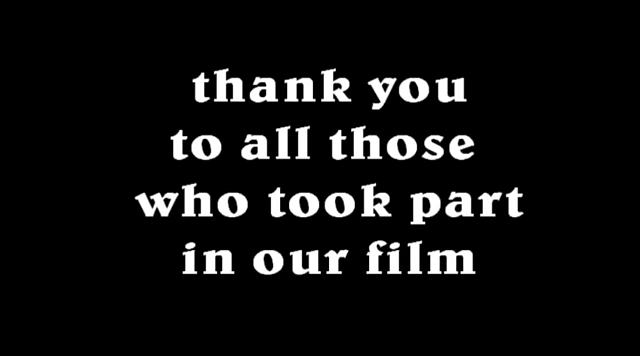 thank you
to all those
who took part
in our film